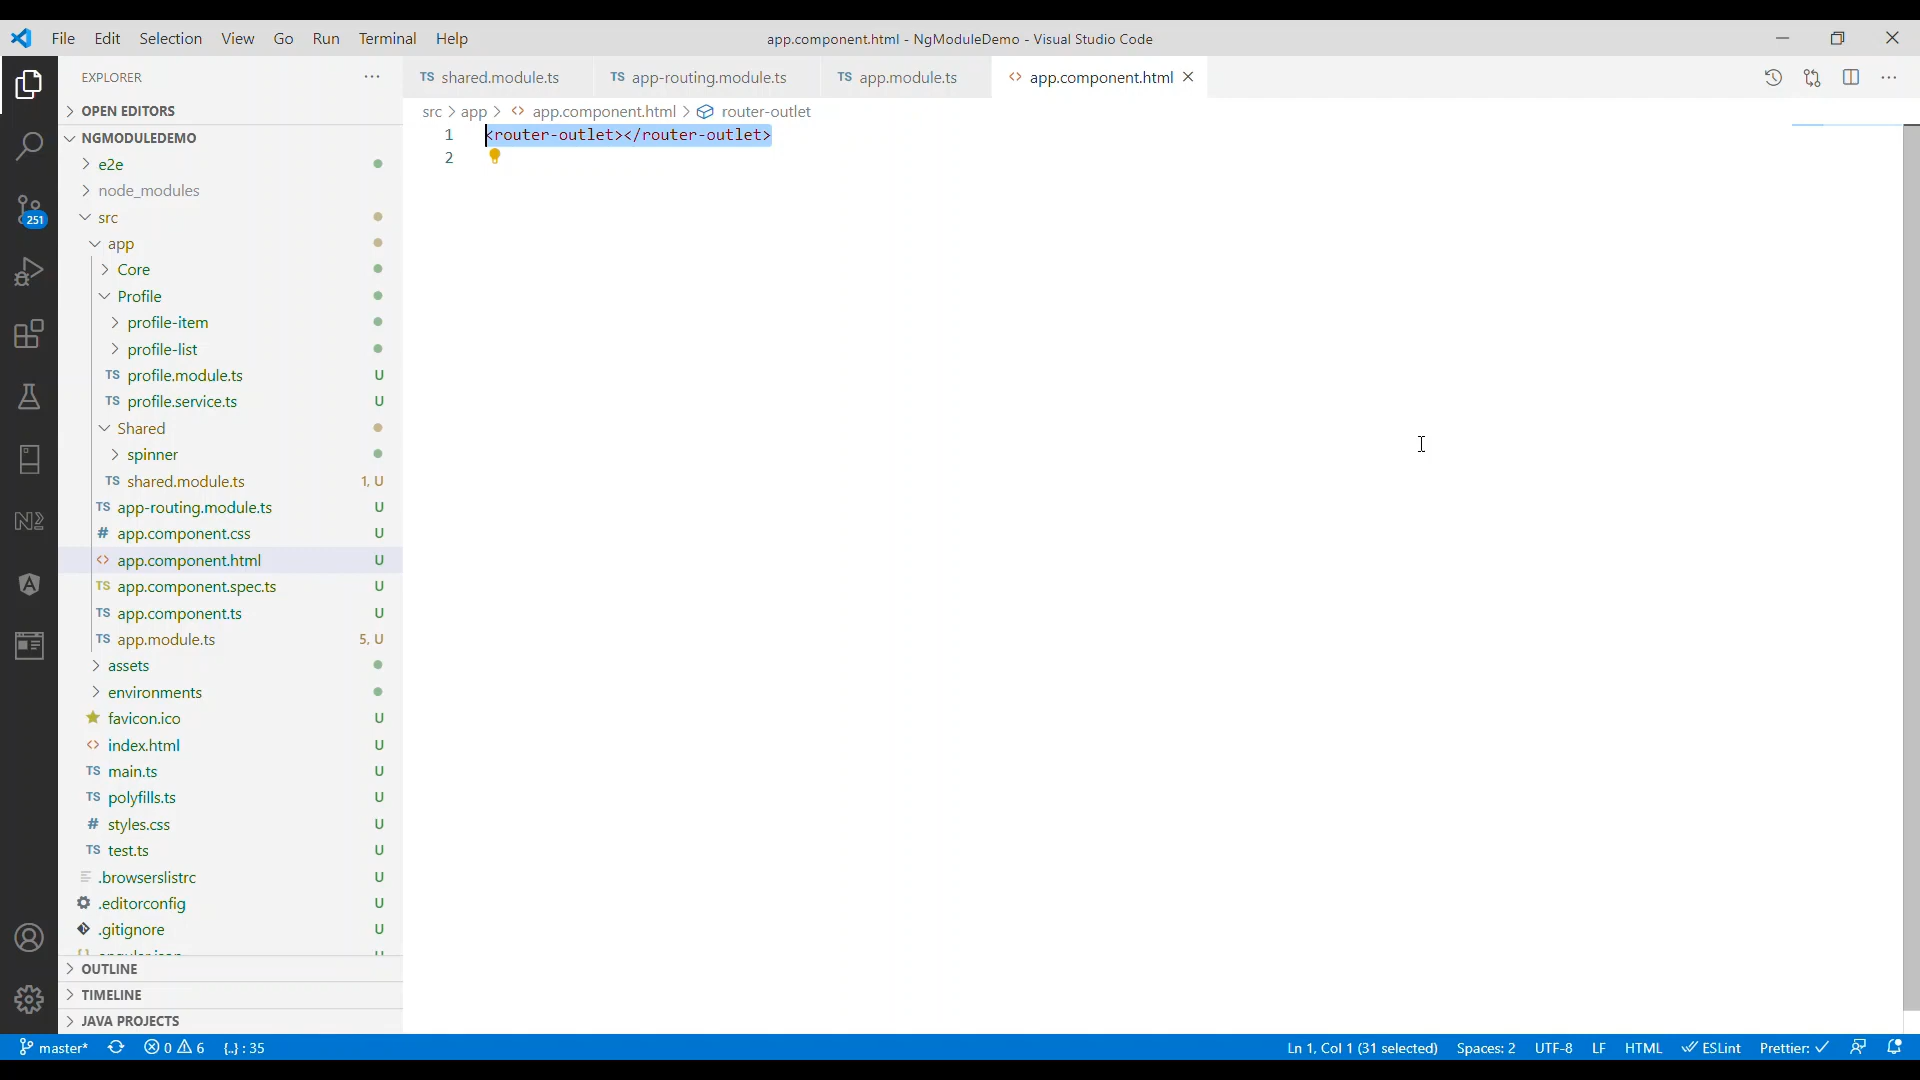 File Edit Selection View Go Run Terminal Help
app.component.html - NgModuleDemo - Visual Studio Code
EXPLORER
TS shared.module.ts
TS app-routing.module.ts
TS app.module.ts
<> app.component.html
src > app > <> app.component.html > router-outlet
1 <router-outlet></router-outlet>
2
OPEN EDITORS
NGMODULEDEMO
e2e
node_modules
src
app
Core
Profile
profile-item
profile-list
TS profile.module.ts U
TS profile.service.ts U
Shared
spinner
TS shared.module.ts 1, U
TS app-routing.module.ts U
# app.component.css U
<> app.component.html U
TS app.component.spec.ts U
TS app.component.ts U
TS app.module.ts 5, U
assets
environments
favicon.ico U
<> index.html U
TS main.ts U
TS polyfills.ts U
# styles.css U
TS test.ts U
.browserslistrc U
.editorconfig U
.gitignore U
OUTLINE
TIMELINE
JAVA PROJECTS
251
master* 0 6 {..} : 35
Ln 1, Col 1 (31 selected) Spaces: 2 UTF-8 LF HTML ESLint Prettier: ✓